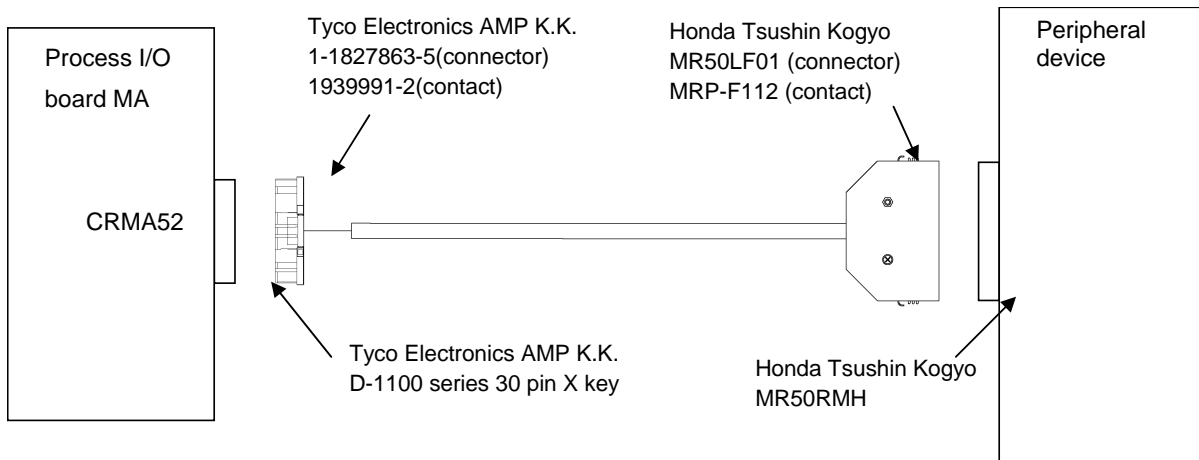 Process I/O
board MA
CRMA52
Tyco Electronics AMP K.K.
1-1827863-5(connector)
1939991-2(contact)
Honda Tsushin Kogyo
MR50LF01 (connector)
MRP-F112 (contact)
Peripheral
device
Tyco Electronics AMP K.K.
D-1100 series 30 pin X key
Honda Tsushin Kogyo
MR50RMH